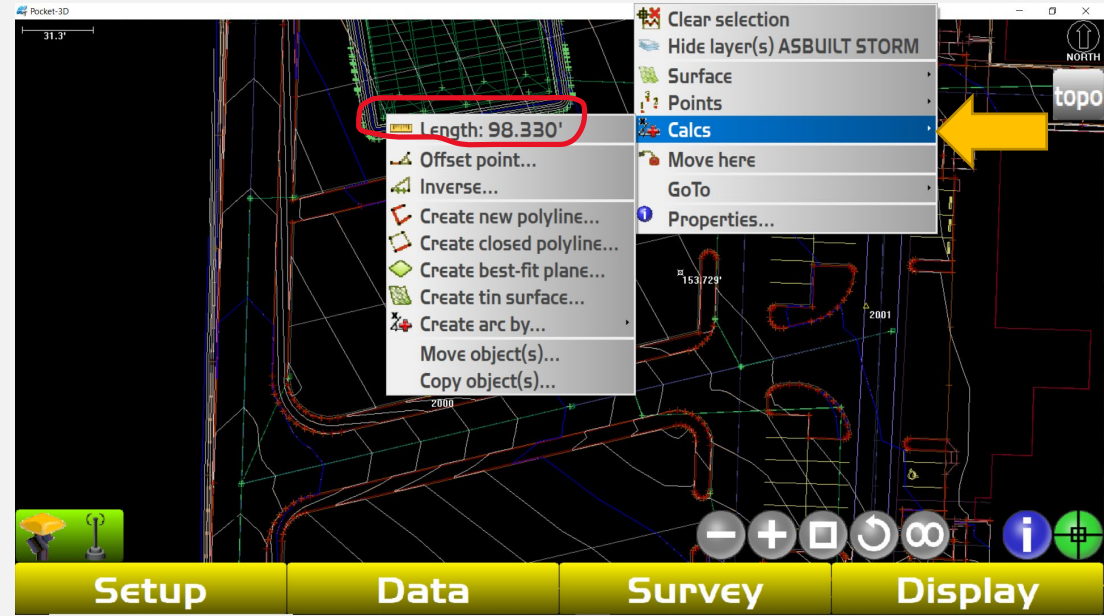 Pocket-3D
31.3'
NORTH
topo
Clear selection
Hide layer(s) ASBUILT STORM
Surface
Points
Calcs
Move here
GoTo
Properties...
Length: 98.330'
Offset point...
Inverse...
Create new polyline...
Create closed polyline...
Create best-fit plane...
Create tin surface...
Create arc by...
Move object(s)...
Copy object(s)...
153.729'
2001
2000
Setup
Data
Survey
Display